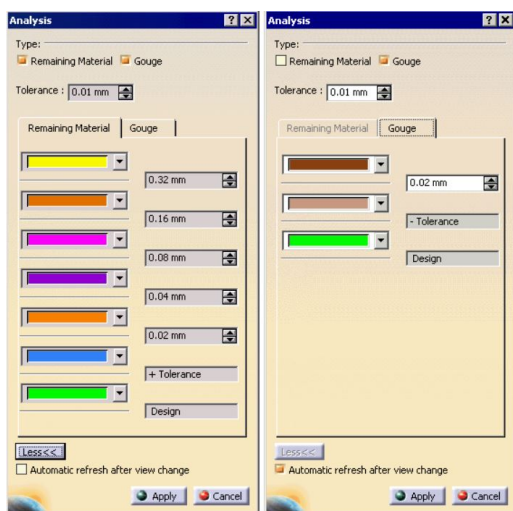 Analysis
Type:
Remaining Material Gouge
Tolerance : 0.01 mm
Remaining Material Gouge
0.32 mm
0.16 mm
0.08 mm
0.04 mm
0.02 mm
+ Tolerance
Design
Less<<
Automatic refresh after view change
Apply Cancel
Analysis
Type:
Remaining Material Gouge
Tolerance : 0.01 mm
Remaining Material Gouge
0.02 mm
- Tolerance
Design
Less<<
Automatic refresh after view change
Apply Cancel